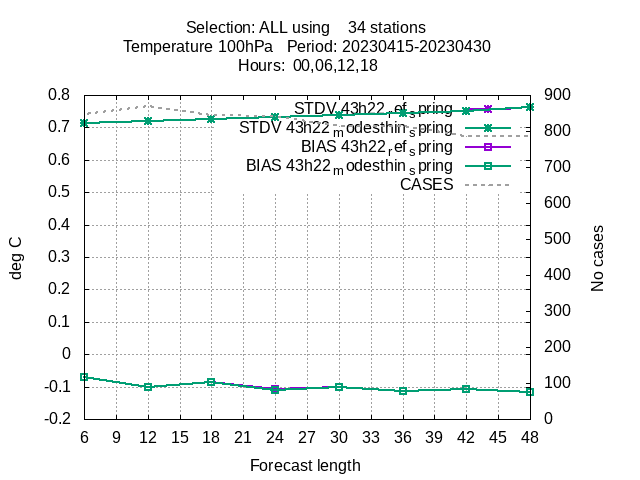 Selection: ALL using    34 stations
Temperature 100hPa   Period: 20230415-20230430
Hours:  00,06,12,18
STDV 43h22_ref_spring
STDV 43h22_modesthin_spring
BIAS 43h22_ref_spring
BIAS 43h22_modesthin_spring
CASES
deg C
0.8
0.7
0.6
0.5
0.4
0.3
0.2
0.1
0
-0.1
-0.2
900
800
700
600
500
400
300
200
100
0
No cases
6 9 12 15 18 21 24 27 30 33 36 39 42 45 48
Forecast length